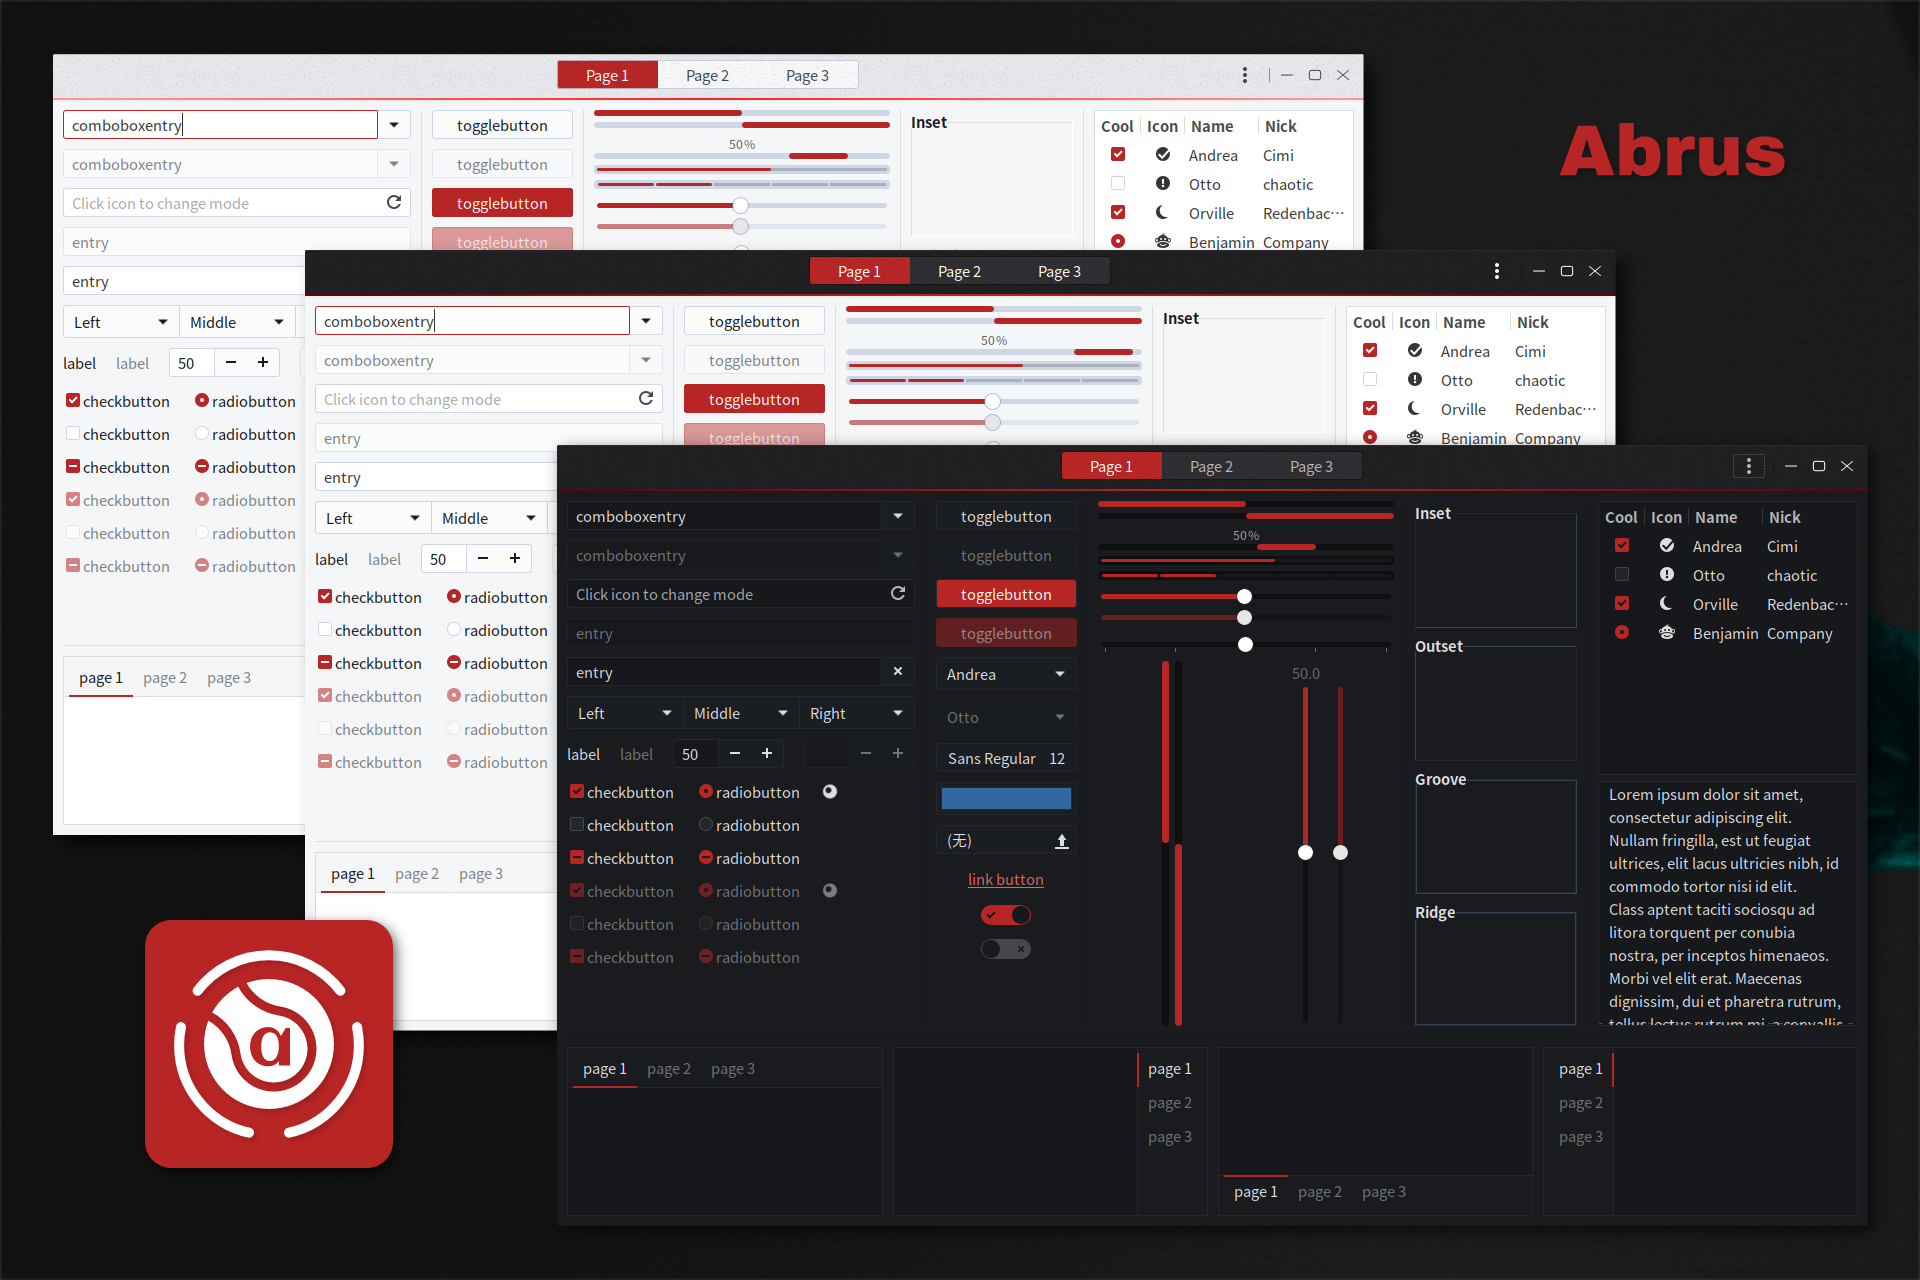 Abrus
Page 1 Page 2 Page 3
comboboxentry
comboboxentry
Click icon to change mode
entry
entry
Left Middle
label label 50
checkbutton radiobutton
checkbutton radiobutton
checkbutton radiobutton
checkbutton radiobutton
checkbutton radiobutton
checkbutton radiobutton
togglebutton
togglebutton
togglebutton
togglebutton
50%
Inset
Cool Icon Name Nick
Andrea Cimi
Otto chaotic
Orville Redenbac…
Benjamin Company
page 1 page 2 page 3
Page 1 Page 2 Page 3
comboboxentry
comboboxentry
Click icon to change mode
entry
entry
Left Middle
label label 50
checkbutton radiobutton
checkbutton radiobutton
checkbutton radiobutton
checkbutton radiobutton
checkbutton radiobutton
checkbutton radiobutton
togglebutton
togglebutton
togglebutton
togglebutton
50%
Inset
Cool Icon Name Nick
Andrea Cimi
Otto chaotic
Orville Redenbac…
Benjamin Company
page 1 page 2 page 3
Page 1 Page 2 Page 3
comboboxentry
comboboxentry
Click icon to change mode
entry
entry
Left Middle Right
label label 50
checkbutton radiobutton
checkbutton radiobutton
checkbutton radiobutton
checkbutton radiobutton
checkbutton radiobutton
checkbutton radiobutton
togglebutton
togglebutton
togglebutton
togglebutton
Andrea
Otto
Sans Regular 12
(无)
link button
50%
50.0
Inset
Outset
Groove
Ridge
Cool Icon Name Nick
Andrea Cimi
Otto chaotic
Orville Redenbac…
Benjamin Company
Lorem ipsum dolor sit amet,
consectetur adipiscing elit.
Nullam fringilla, est ut feugiat
ultrices, elit lacus ultricies nibh, id
commodo tortor nisi id elit.
Class aptent taciti sociosqu ad
litora torquent per conubia
nostra, per inceptos himenaeos.
Morbi vel elit erat. Maecenas
dignissim, dui et pharetra rutrum,
tellus lectus rutrum mi, a convallis
page 1 page 2 page 3
page 1
page 2
page 3
page 1 page 2 page 3
page 1
page 2
page 3
α